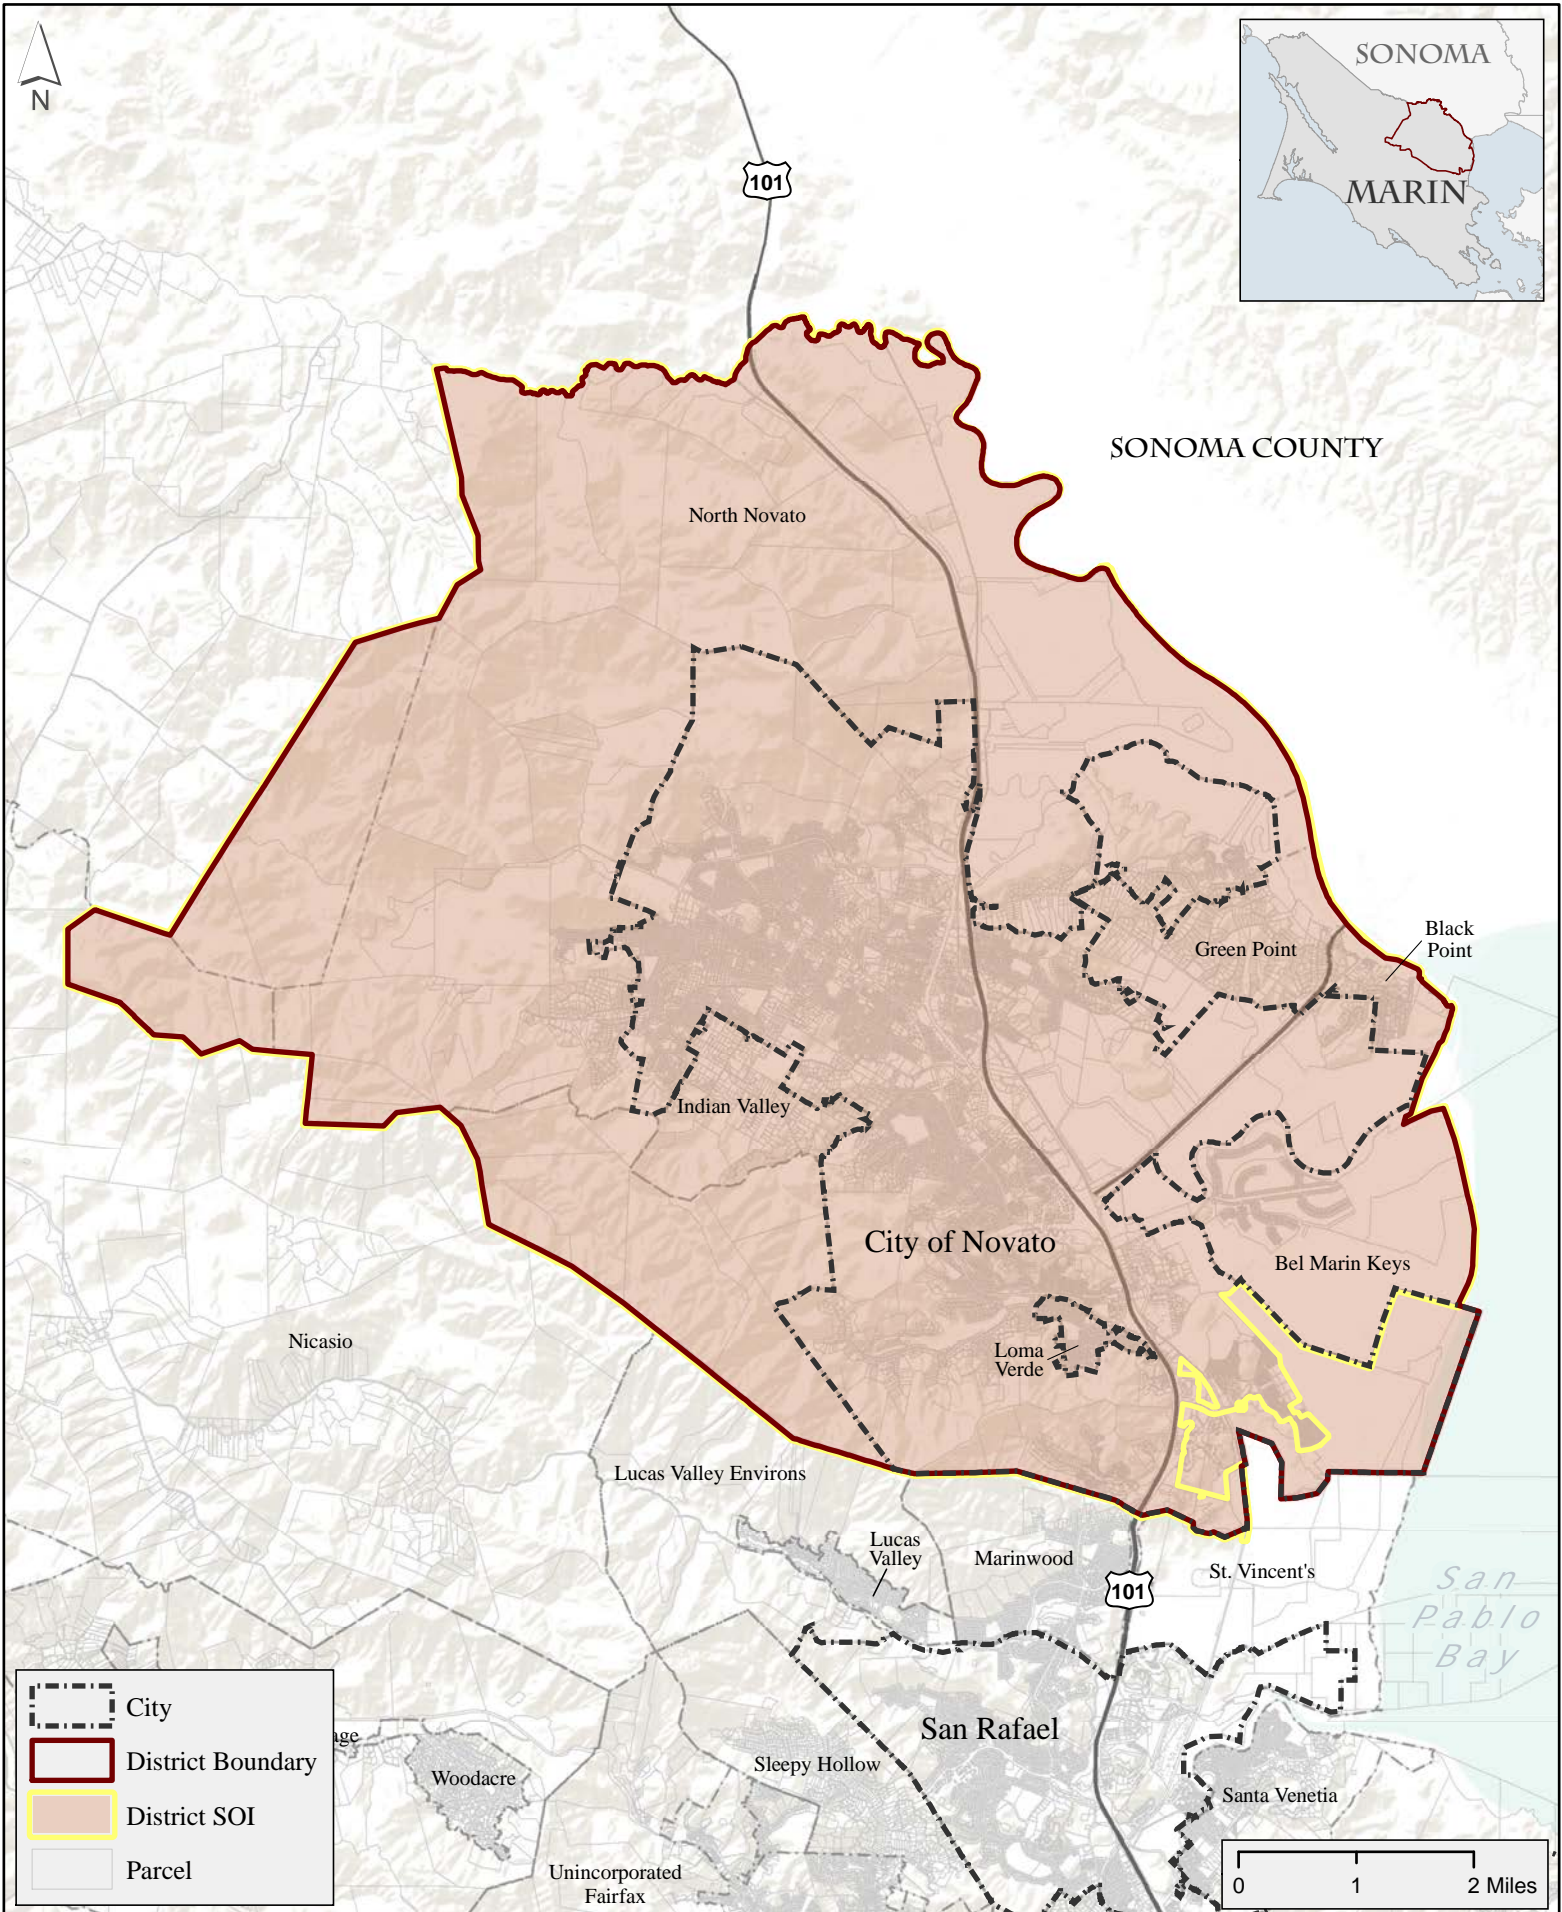 N
SONOMA
MARIN
101
SONOMA COUNTY
North Novato
Black
Point
Green Point
Indian Valley
City of Novato
Bel Marin Keys
Loma
Verde
Nicasio
Lucas Valley Environs
Lucas
Valley
Marinwood
St. Vincent's
101
San
Pablo
Bay
San Rafael
Sleepy Hollow
Woodacre
Santa Venetia
Unincorporated
Fairfax
City
District Boundary
District SOI
Parcel
0 1 2 Miles